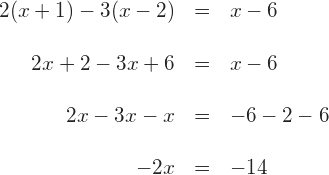 2(x + 1) − 3(x − 2) = x − 6
2x + 2 − 3x + 6 = x − 6
2x − 3x − x = −6 − 2 − 6
−2x = −14